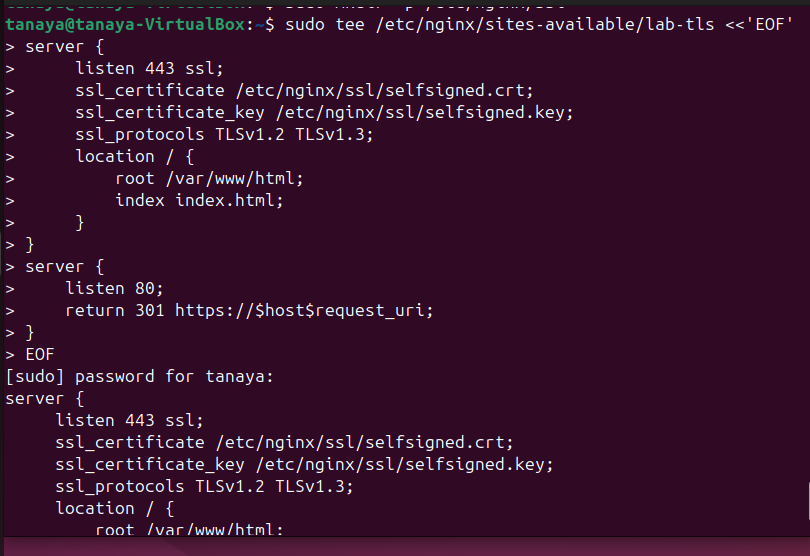 tanaya@tanaya-VirtualBox:~$ sudo tee /etc/nginx/sites-available/lab-tls <<'EOF'
> server {
>      listen 443 ssl;
>      ssl_certificate /etc/nginx/ssl/selfsigned.crt;
>      ssl_certificate_key /etc/nginx/ssl/selfsigned.key;
>      ssl_protocols TLSv1.2 TLSv1.3;
>      location / {
>          root /var/www/html;
>          index index.html;
>      }
> }
> server {
>     listen 80;
>     return 301 https://$host$request_uri;
> }
> EOF
[sudo] password for tanaya:
server {
     listen 443 ssl;
     ssl_certificate /etc/nginx/ssl/selfsigned.crt;
     ssl_certificate_key /etc/nginx/ssl/selfsigned.key;
     ssl_protocols TLSv1.2 TLSv1.3;
     location / {
         root /var/www/html;